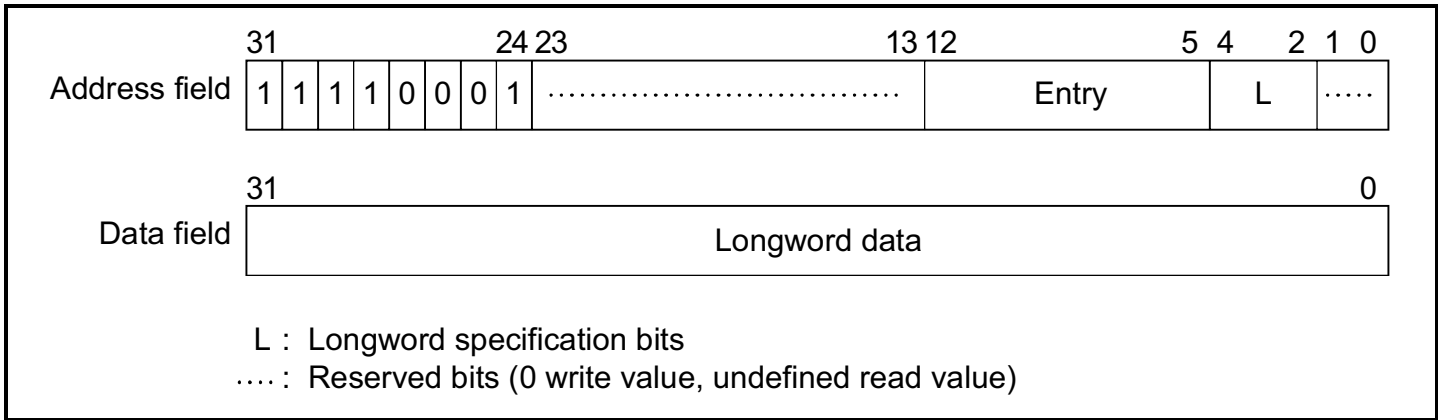 31 24 23 13 12 5 4 2 1 0
Address field 1 1 1 1 0 0 0 1 .................................. Entry L .....
31 0
Data field Longword data
L : Longword specification bits
.... : Reserved bits (0 write value, undefined read value)